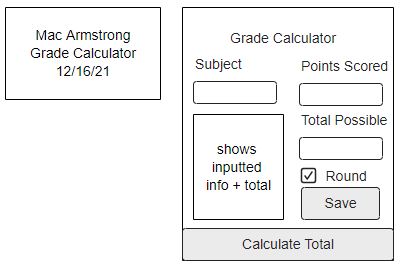 Mac Armstrong
Grade Calculator
12/16/21
Grade Calculator
Subject
Points Scored
Total Possible
shows
inputted
info + total
Round
Save
Calculate Total